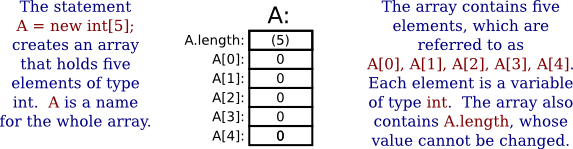 The statement
A = new int[5];
creates an array
that holds five
elements of type
int.  A is a name
for the whole array.
A:
A.length: (5)
A[0]: 0
A[1]: 0
A[2]: 0
A[3]: 0
A[4]: 0
The array contains five
elements, which are
referred to as
A[0], A[1], A[2], A[3], A[4].
Each element is a variable
of type int.  The array also
contains A.length, whose
value cannot be changed.